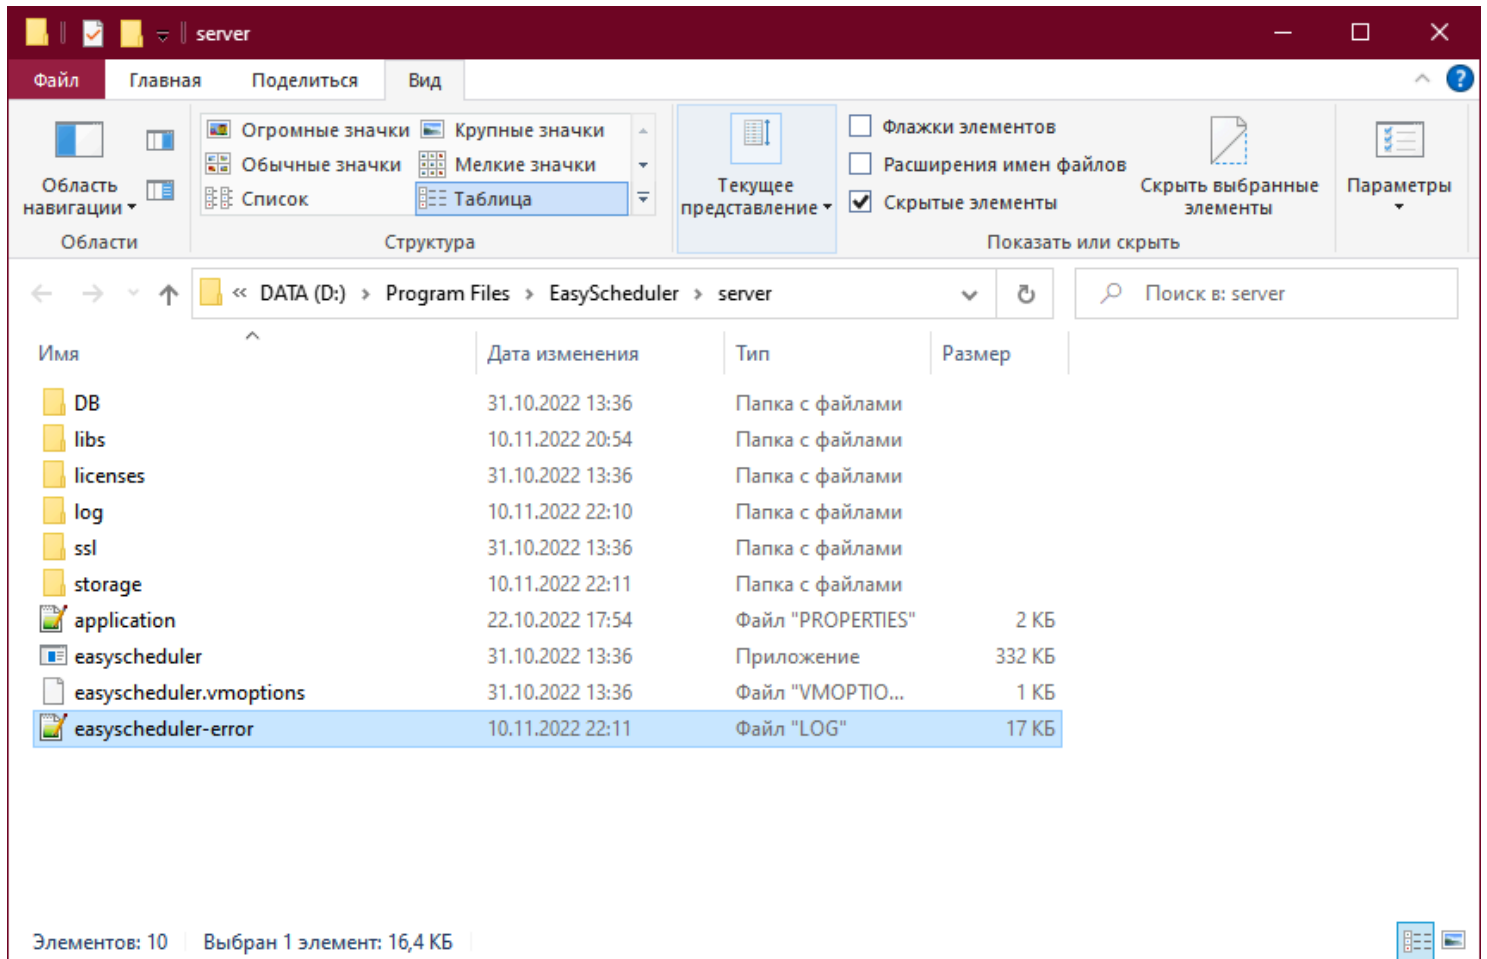 server
Файл Главная Поделиться Вид
Огромные значки Крупные значки
Обычные значки Мелкие значки
Список Таблица
Область навигации
Области
Структура
Текущее представление
Флажки элементов
Расширения имен файлов
Скрытые элементы
Скрыть выбранные элементы
Показать или скрыть
Параметры
« DATA (D:) › Program Files › EasyScheduler › server
Поиск в: server
Имя Дата изменения Тип Размер
DB 31.10.2022 13:36 Папка с файлами
libs 10.11.2022 20:54 Папка с файлами
licenses 31.10.2022 13:36 Папка с файлами
log 10.11.2022 22:10 Папка с файлами
ssl 31.10.2022 13:36 Папка с файлами
storage 10.11.2022 22:11 Папка с файлами
application 22.10.2022 17:54 Файл "PROPERTIES" 2 КБ
easyscheduler 31.10.2022 13:36 Приложение 332 КБ
easyscheduler.vmoptions 31.10.2022 13:36 Файл "VMOPTIO... 1 КБ
easyscheduler-error 10.11.2022 22:11 Файл "LOG" 17 КБ
Элементов: 10 Выбран 1 элемент: 16,4 КБ